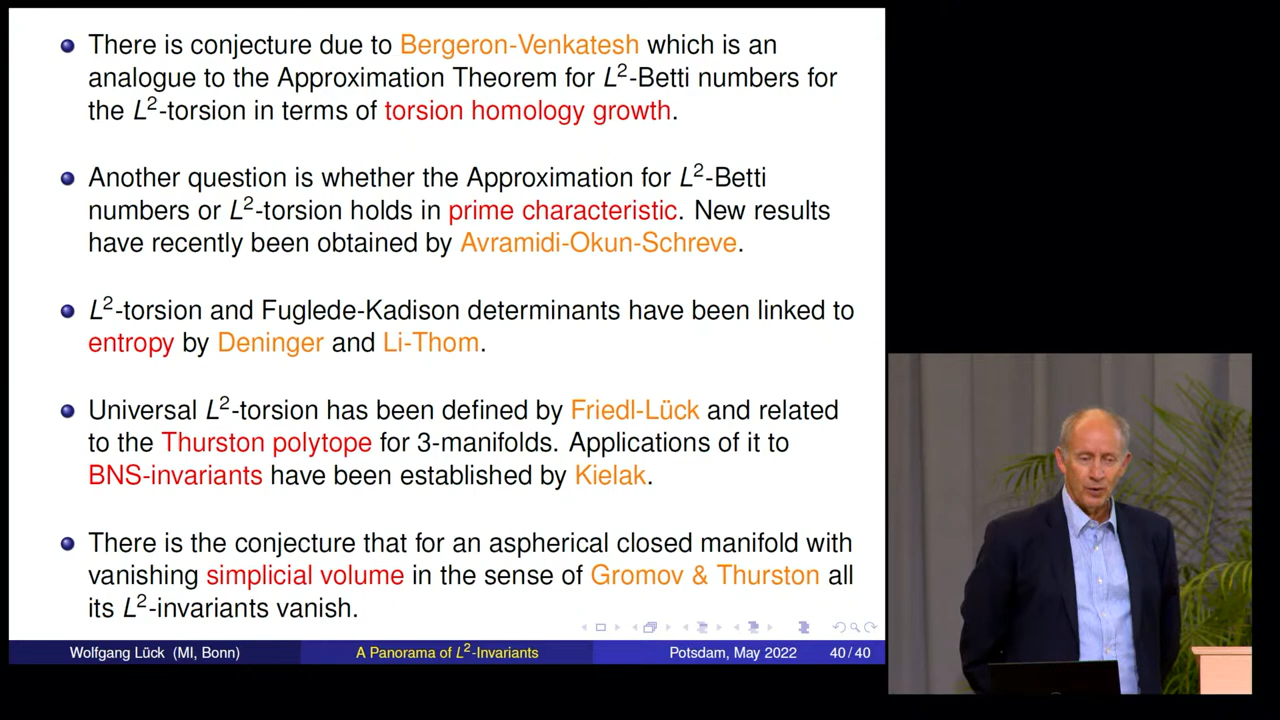 There is conjecture due to Bergeron-Venkatesh which is an
analogue to the Approximation Theorem for L²-Betti numbers for
the L²-torsion in terms of torsion homology growth.
Another question is whether the Approximation for L²-Betti
numbers or L²-torsion holds in prime characteristic. New results
have recently been obtained by Avramidi-Okun-Schreve.
L²-torsion and Fuglede-Kadison determinants have been linked to
entropy by Deninger and Li-Thom.
Universal L²-torsion has been defined by Friedl-Lück and related
to the Thurston polytope for 3-manifolds. Applications of it to
BNS-invariants have been established by Kielak.
There is the conjecture that for an aspherical closed manifold with
vanishing simplicial volume in the sense of Gromov & Thurston all
its L²-invariants vanish.
Wolfgang Lück (MI, Bonn) A Panorama of L²-Invariants Potsdam, May 2022 40/40